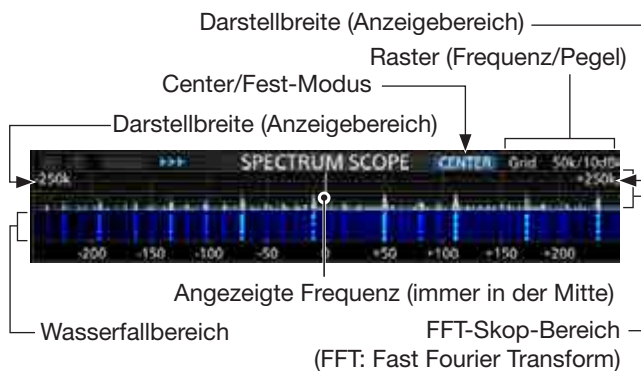 Darstellbreite (Anzeigebereich)
Raster (Frequenz/Pegel)
Center/Fest-Modus
Darstellbreite (Anzeigebereich)
SPECTRUM SCOPE CENTER Grid 50k/10dB
-250k +250k
-200 -150 -100 -50 0 +50 +100 +150 +200
Angezeigte Frequenz (immer in der Mitte)
Wasserfallbereich
FFT-Skop-Bereich
(FFT: Fast Fourier Transform)